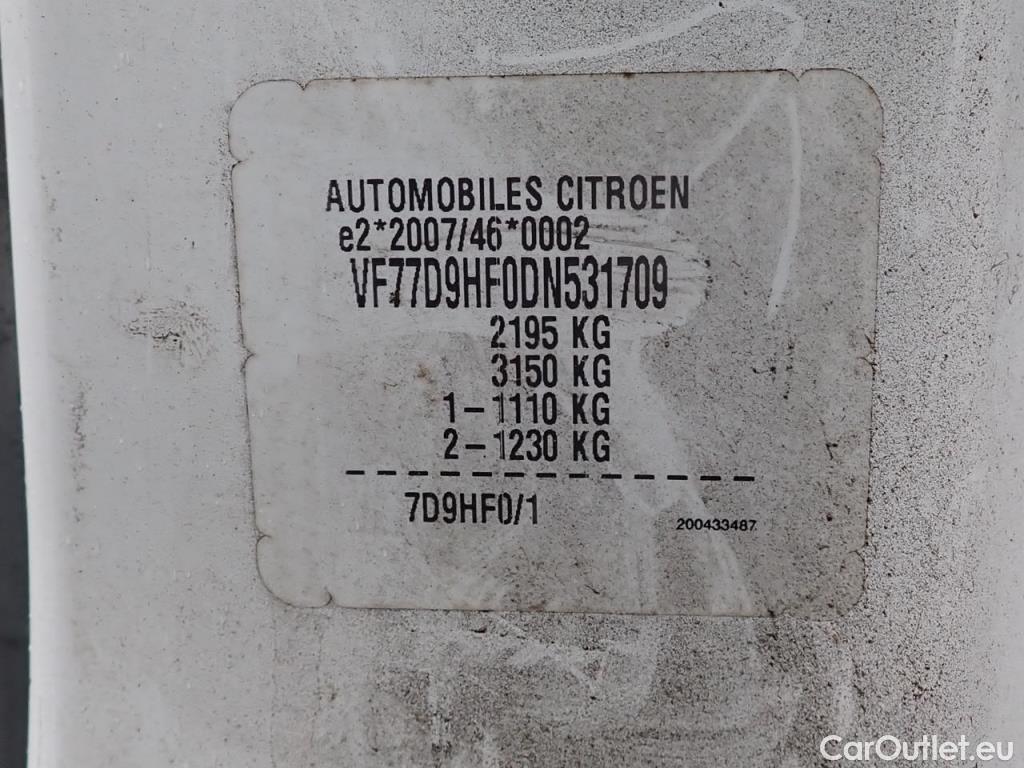 AUTOMOBILES CITROEN
e2*2007/46*0002
VF77D9HF0DN531709
2195 KG
3150 KG
1-1110 KG
2-1230 KG
7D9HF0/1
200433487
CarOutlet.eu